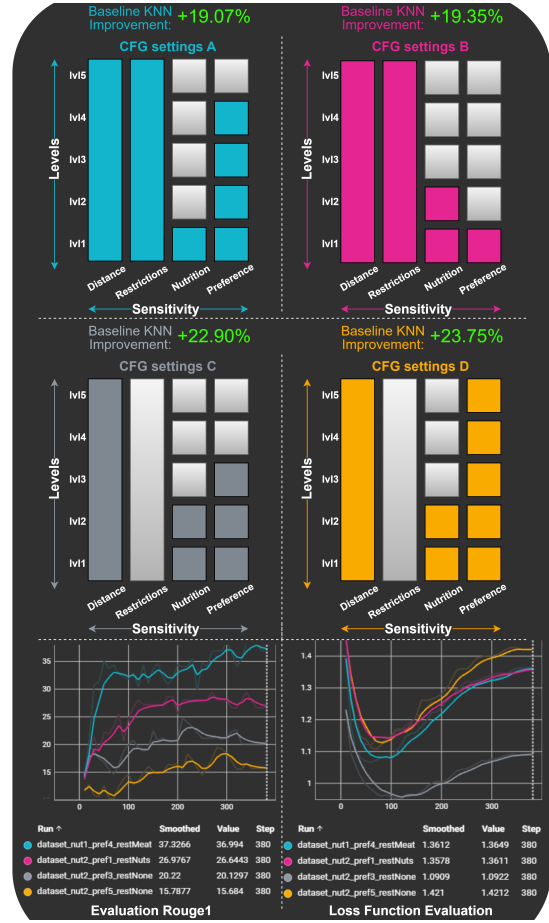 Baseline KNN
Improvement: +19.07%
CFG settings A
lvl5
lvl4
lvl3
lvl2
lvl1
Levels
Distance
Restrictions
Nutrition
Preference
Sensitivity
Baseline KNN
Improvement: +19.35%
CFG settings B
lvl5
lvl4
lvl3
lvl2
lvl1
Levels
Distance
Restrictions
Nutrition
Preference
Sensitivity
Baseline KNN
Improvement: +22.90%
CFG settings C
lvl5
lvl4
lvl3
lvl2
lvl1
Levels
Distance
Restrictions
Nutrition
Preference
Sensitivity
Baseline KNN
Improvement: +23.75%
CFG settings D
lvl5
lvl4
lvl3
lvl2
lvl1
Levels
Distance
Restrictions
Nutrition
Preference
Sensitivity
35
30
25
20
15
0 100 200 300
Run ↑ Smoothed Value Step
dataset_nut1_pref4_restMeat 37.3266 36.994 380
dataset_nut2_pref1_restNuts 26.9767 26.6443 380
dataset_nut2_pref3_restNone 20.22 20.1297 380
dataset_nut2_pref5_restNone 15.7877 15.684 380
Evaluation Rouge1
1.4
1.3
1.2
1.1
1
0 100 200 300
Run ↑ Smoothed Value Step
dataset_nut1_pref4_restMeat 1.3612 1.3649 380
dataset_nut2_pref1_restNuts 1.3578 1.3611 380
dataset_nut2_pref3_restNone 1.0909 1.0922 380
dataset_nut2_pref5_restNone 1.421 1.4212 380
Loss Function Evaluation